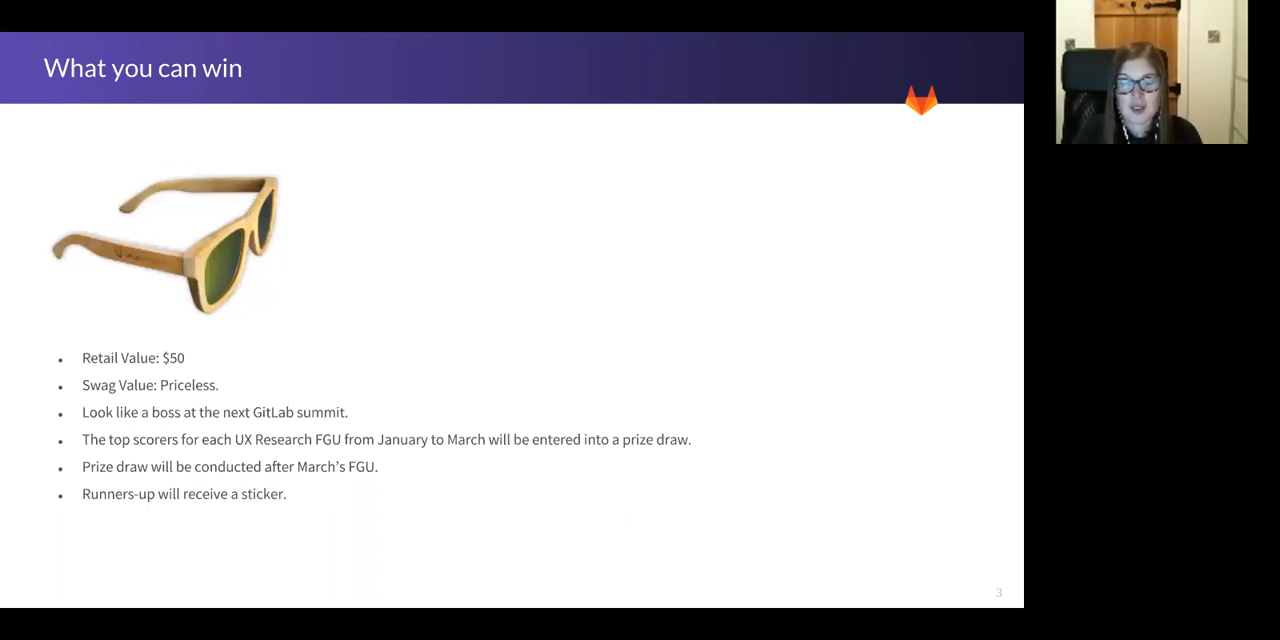 What you can win
Retail Value: $50
Swag Value: Priceless.
Look like a boss at the next GitLab summit.
The top scorers for each UX Research FGU from January to March will be entered into a prize draw.
Prize draw will be conducted after March's FGU.
Runners-up will receive a sticker.
3